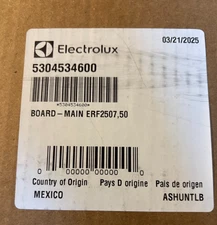 Electrolux
03/21/2025
5304534600
*5304534600*
BOARD-MAIN ERF2507,50
0 00000 00000 0
Country of Origin Pays D origine Pais de origen
MEXICO ASHUNTLB